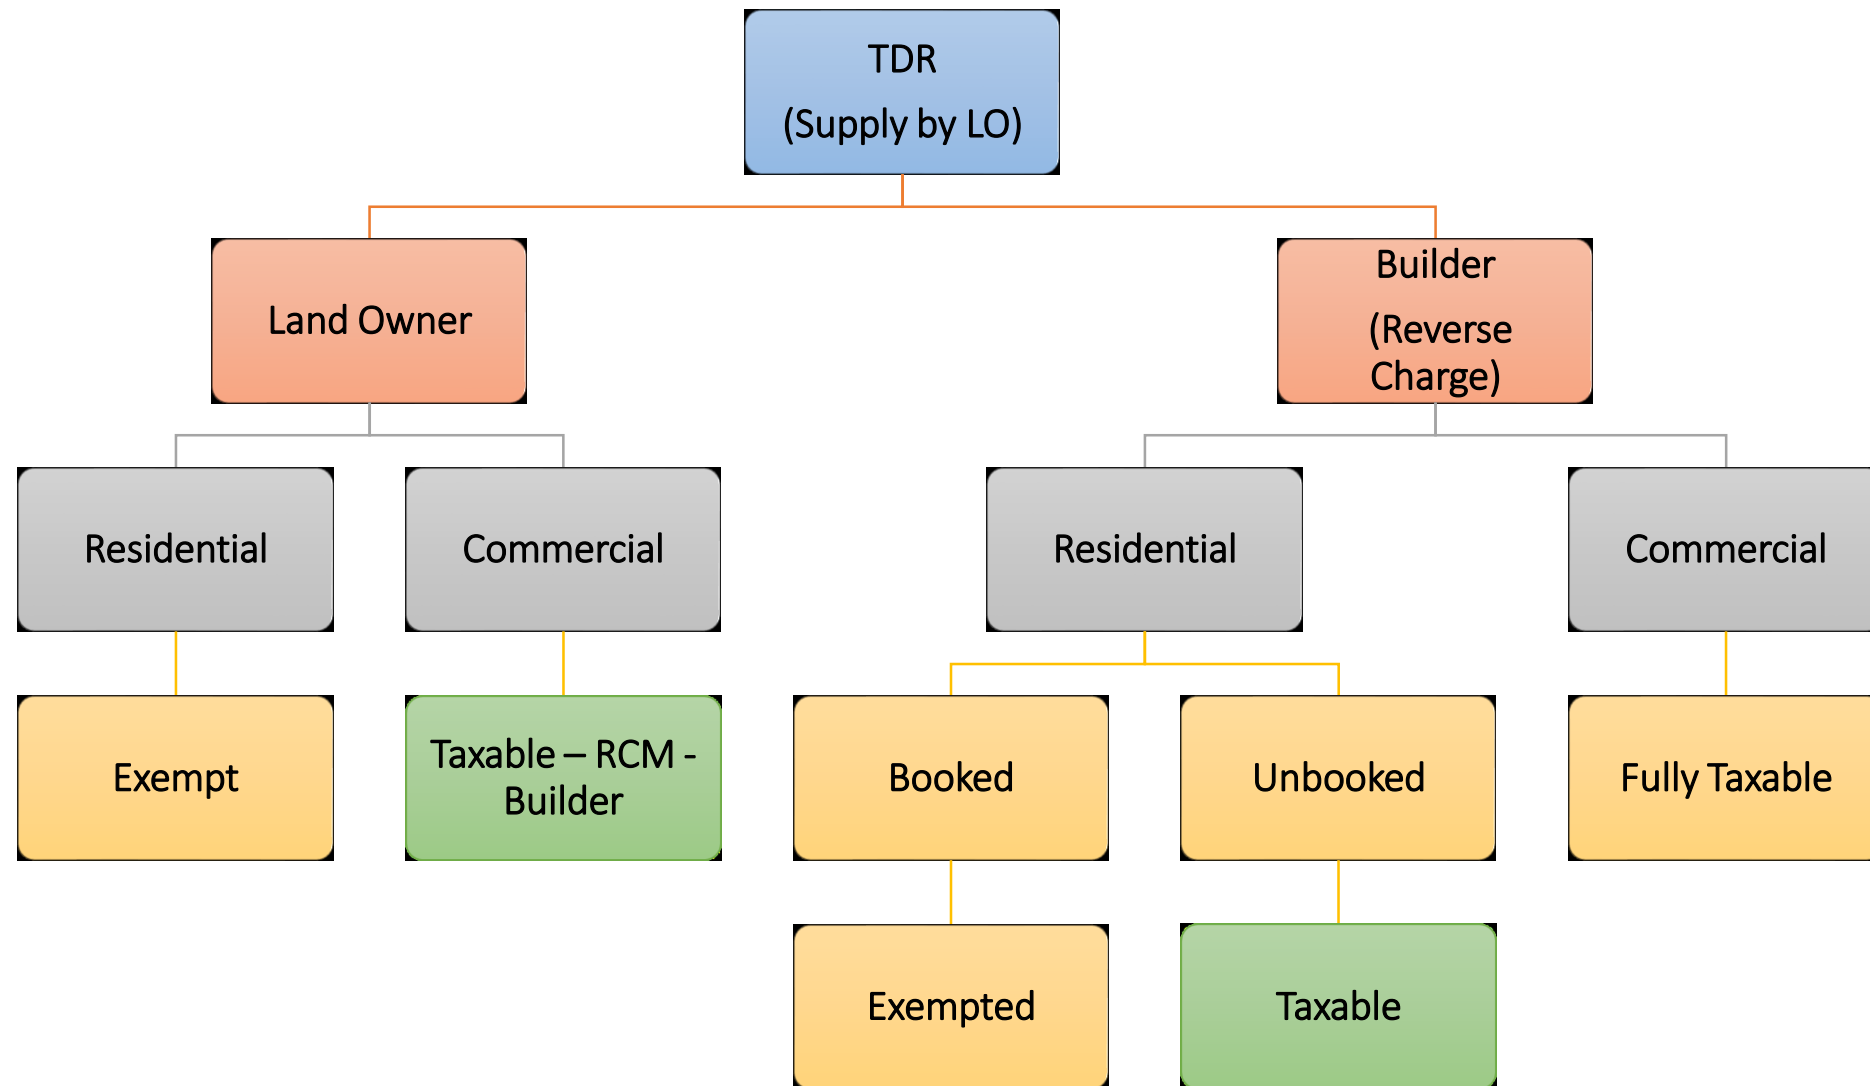 TDR
(Supply by LO)
Land Owner
Builder
(Reverse
Charge)
Residential
Commercial
Residential
Commercial
Exempt
Taxable – RCM -
Builder
Booked
Unbooked
Fully Taxable
Exempted
Taxable